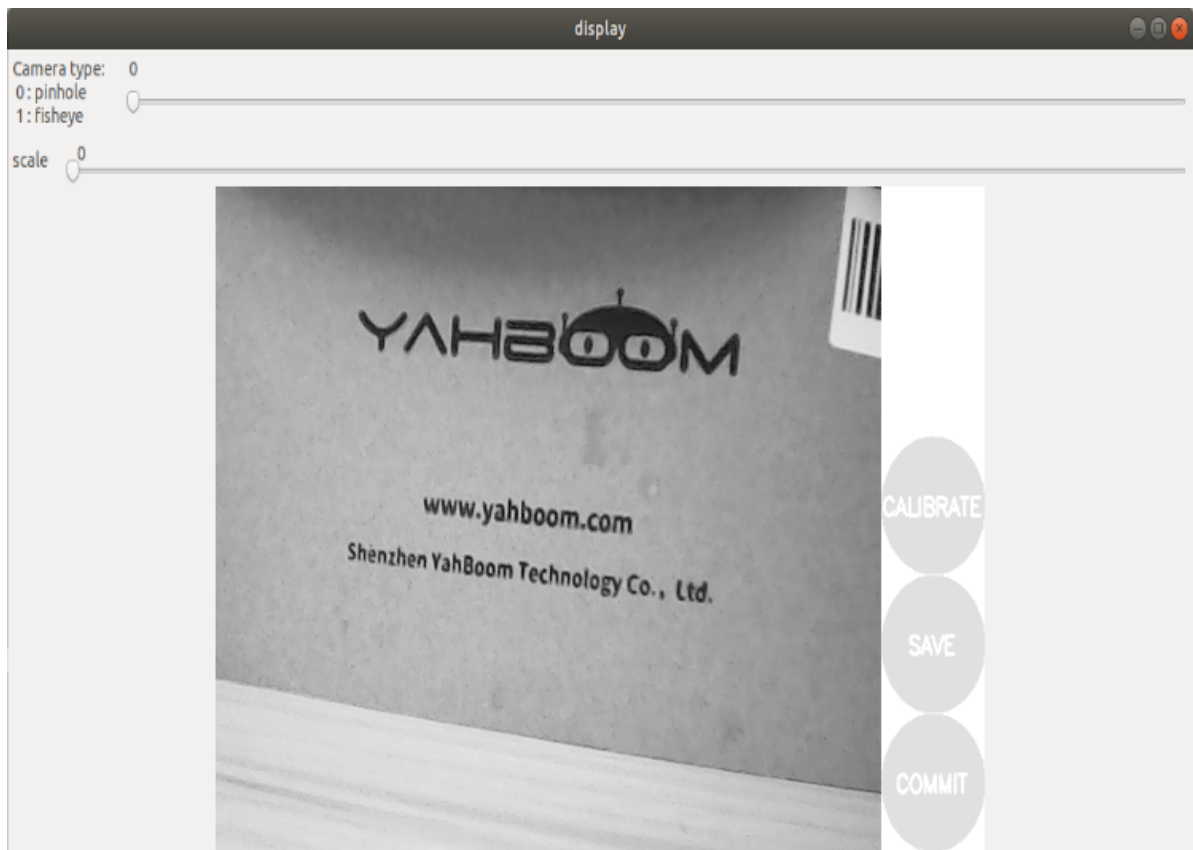 display
Camera type: 0
0 : pinhole
1 : fisheye
scale 0
YAHBOOM
www.yahboom.com
Shenzhen YahBoom Technology Co., Ltd.
CALIBRATE
SAVE
COMMIT